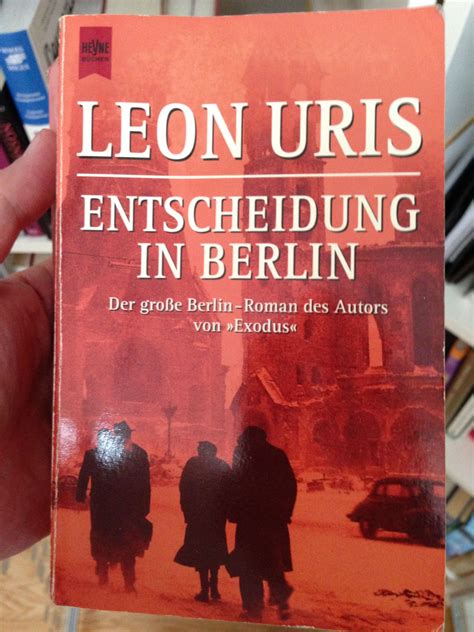 HEYNE
BÜCHER
LEON URIS
ENTSCHEIDUNG
IN BERLIN
Der große Berlin-Roman des Autors
von »Exodus«